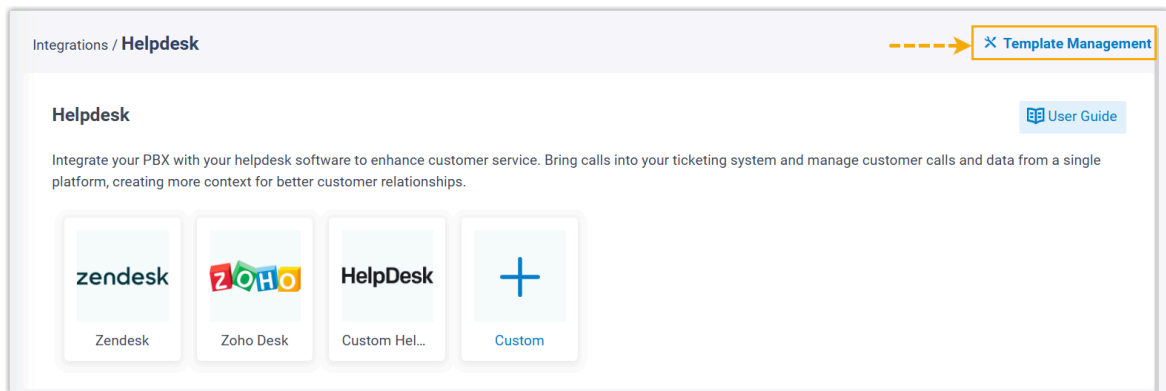 Integrations / Helpdesk
Template Management
Helpdesk
User Guide
Integrate your PBX with your helpdesk software to enhance customer service. Bring calls into your ticketing system and manage customer calls and data from a single
platform, creating more context for better customer relationships.
zendesk
ZOHO
HelpDesk
Zendesk
Zoho Desk
Custom Hel...
Custom